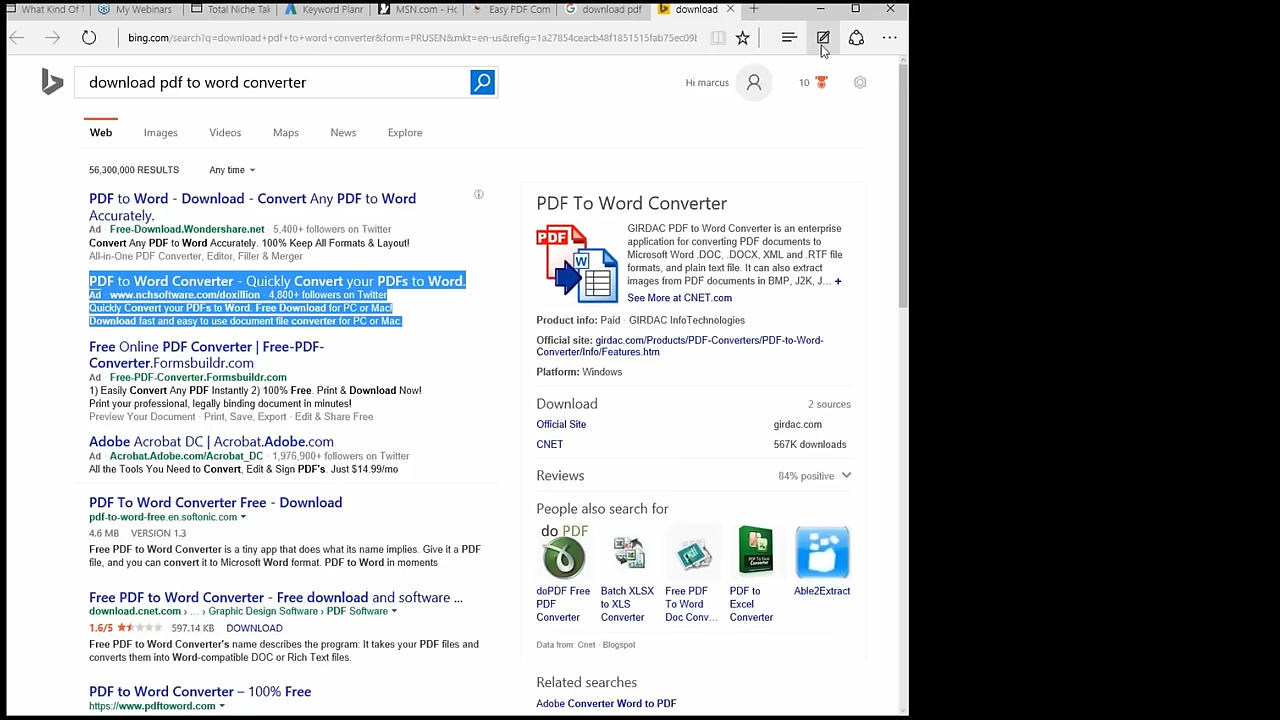 What Kind Of
My Webinars
Total Niche Tak
Keyword Planr
MSN.com - Ho
Easy PDF Com
download pdf
download
bing.com/search?q=download+pdf+to+word+converter&form=PRUSEN&mkt=en-us&refig=1a27854ceacb48f1851515fab75ec09b
download pdf to word converter
Hi marcus
10
Web
Images
Videos
Maps
News
Explore
56,300,000 RESULTS
Any time
PDF to Word - Download - Convert Any PDF to Word
Accurately.
Ad · Free-Download.Wondershare.net · 5,400+ followers on Twitter
Convert Any PDF to Word Accurately. 100% Keep All Formats & Layout!
All-in-One PDF Converter, Editor, Filler & Merger
PDF to Word Converter - Quickly Convert your PDFs to Word.
Ad · www.nchsoftware.com/doxillion · 4,800+ followers on Twitter
Quickly Convert your PDFs to Word. Free Download for PC or Mac!
Download fast and easy to use document file converter for PC or Mac.
Free Online PDF Converter | Free-PDF-
Converter.Formsbuildr.com
Ad · Free-PDF-Converter.Formsbuildr.com
1) Easily Convert Any PDF Instantly 2) 100% Free. Print & Download Now!
Print your professional, legally binding document in minutes!
Preview Your Document · Print, Save, Export · Edit & Share Free
Adobe Acrobat DC | Acrobat.Adobe.com
Ad · Acrobat.Adobe.com/Acrobat_DC · 1,976,900+ followers on Twitter
All the Tools You Need to Convert, Edit & Sign PDF's. Just $14.99/mo
PDF To Word Converter Free - Download
pdf-to-word-free.en.softonic.com
4.6 MB VERSION 1.3
Free PDF to Word Converter is a tiny app that does what its name implies. Give it a PDF
file, and you can convert it to Microsoft Word format. PDF to Word in moments
Free PDF to Word Converter - Free download and software ...
download.cnet.com › ... › Graphic Design Software › PDF Software
1.6/5 597.14 KB DOWNLOAD
Free PDF to Word Converter's name describes the program: It takes your PDF files and
converts them into Word-compatible DOC or Rich Text files.
PDF to Word Converter – 100% Free
https://www.pdftoword.com
PDF To Word Converter
PDF
W
GIRDAC PDF to Word Converter is an enterprise
application for converting PDF documents to
Microsoft Word .DOC, .DOCX, XML and .RTF file
formats, and plain text file. It can also extract
images from PDF documents in BMP, J2K, J... +
See More at CNET.com
Product info: Paid · GIRDAC InfoTechnologies
Official site: girdac.com/Products/PDF-Converters/PDF-to-Word-
Converter/Info/Features.htm
Platform: Windows
Download
2 sources
Official Site
girdac.com
CNET
567K downloads
Reviews
84% positive
People also search for
do PDF
doPDF Free
PDF
Converter
Batch XLSX
to XLS
Converter
Free PDF
To Word
Doc Conv...
PDF to
Excel
Converter
Able2Extract
Data from: Cnet · Blogspot
Related searches
Adobe Converter Word to PDF